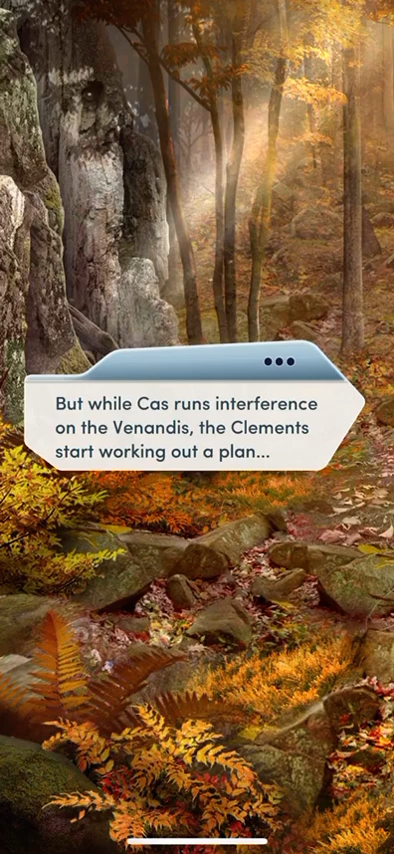 But while Cas runs interference
on the Venandis, the Clements
start working out a plan...